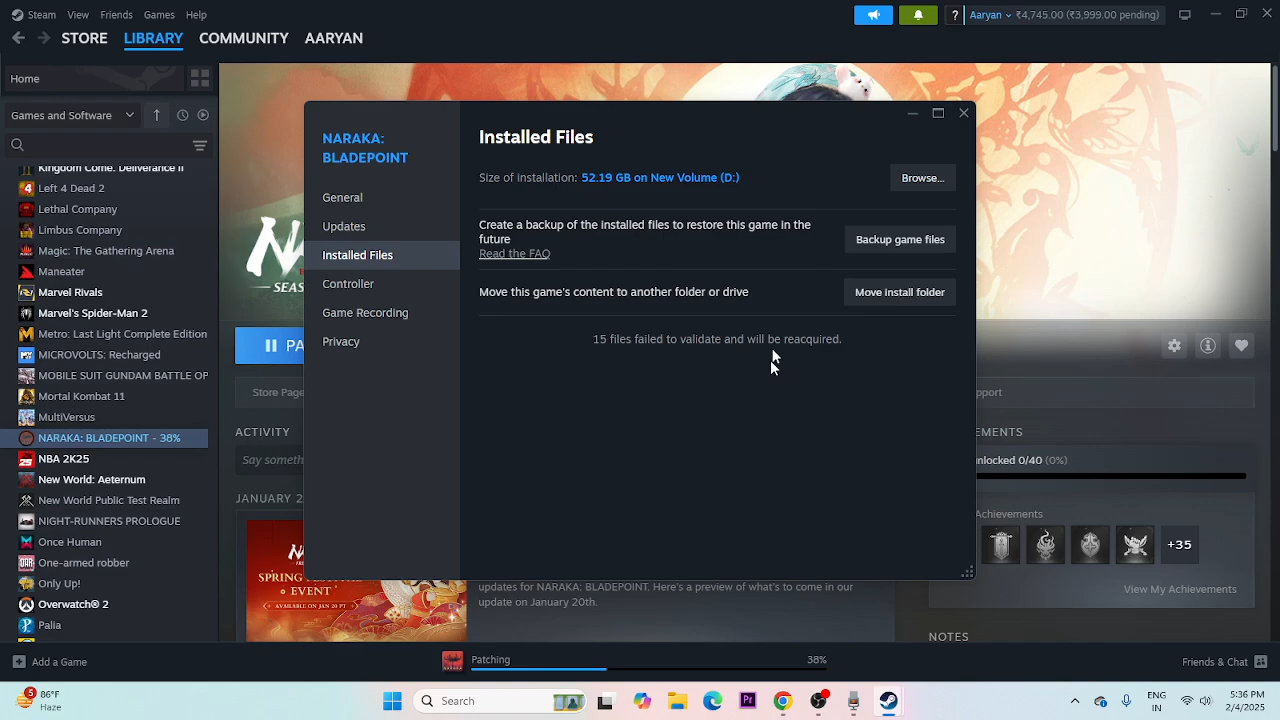 Steam View Friends Games Help
? Aaryan ₹4,745.00 (₹3,999.00 pending)
STORE LIBRARY COMMUNITY AARYAN
Home
Games and Software
Kingdom Come: Deliverance II
Left 4 Dead 2
Lethal Company
Limbus Company
Magic: The Gathering Arena
Maneater
Marvel Rivals
Marvel's Spider-Man 2
Metro: Last Light Complete Edition
MICROVOLTS: Recharged
MOBILE SUIT GUNDAM BATTLE OP
Mortal Kombat 11
MultiVersus
NARAKA: BLADEPOINT - 38%
NBA 2K25
New World: Aeternum
New World Public Test Realm
NIGHT-RUNNERS PROLOGUE
Once Human
One-armed robber
Only Up!
Overwatch® 2
Palia
NARAKA:
BLADEPOINT
General
Updates
Installed Files
Controller
Game Recording
Privacy
Installed Files
Size of installation: 52.19 GB on New Volume (D:)
Browse...
Create a backup of the installed files to restore this game in the
future
Read the FAQ
Backup game files
Move this game's content to another folder or drive
Move install folder
15 files failed to validate and will be reacquired.
PA
Store Page
ACTIVITY
Say someth
JANUARY 2
SPRING FESTIVAL
EVENT
AVAILABLE ON JAN 20 PT
updates for NARAKA: BLADEPOINT. Here's a preview of what's to come in our
update on January 20th.
pport
EMENTS
nlocked 0/40 (0%)
Achievements
+35
View My Achievements
NOTES
Add a Game
Patching 38%
Friends & Chat
5
86°F
Haze
Search
ENG
IN
5:36 PM
2/4/2025